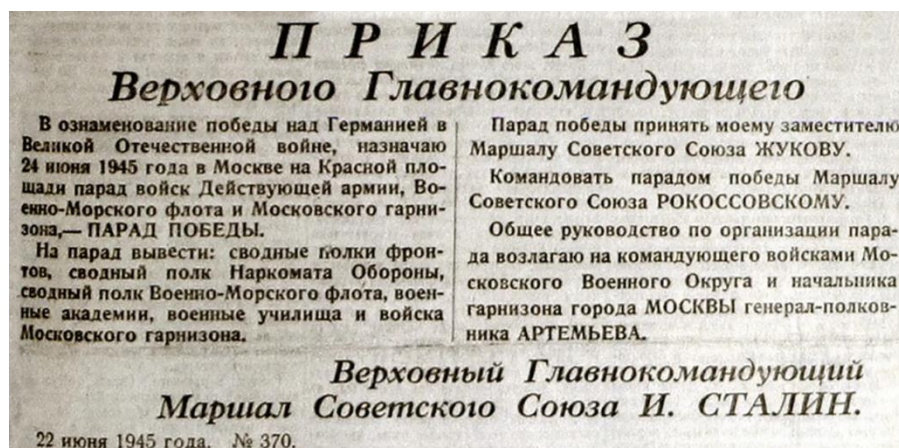 ПРИКАЗ
Верховного Главнокомандующего
В ознаменование победы над Германией в
Великой Отечественной войне, назначаю
24 июня 1945 года в Москве на Красной пло-
щади парад войск Действующей армии, Во-
енно-Морского флота и Московского гарни-
зона,— ПАРАД ПОБЕДЫ.
На парад вывести: сводные полки фрон-
тов, сводный полк Наркомата Обороны,
сводный полк Военно-Морского флота, воен-
ные академии, военные училища и войска
Московского гарнизона.
Парад победы принять моему заместителю
Маршалу Советского Союза ЖУКОВУ.
Командовать парадом победы Маршалу
Советского Союза РОКОССОВСКОМУ.
Общее руководство по организации пара-
да возлагаю на командующего войсками Мо-
сковского Военного Округа и начальника
гарнизона города МОСКВЫ генерал-полков-
ника АРТЕМЬЕВА.
Верховный Главнокомандующий
Маршал Советского Союза И. СТАЛИН.
22 июня 1945 года. № 370.